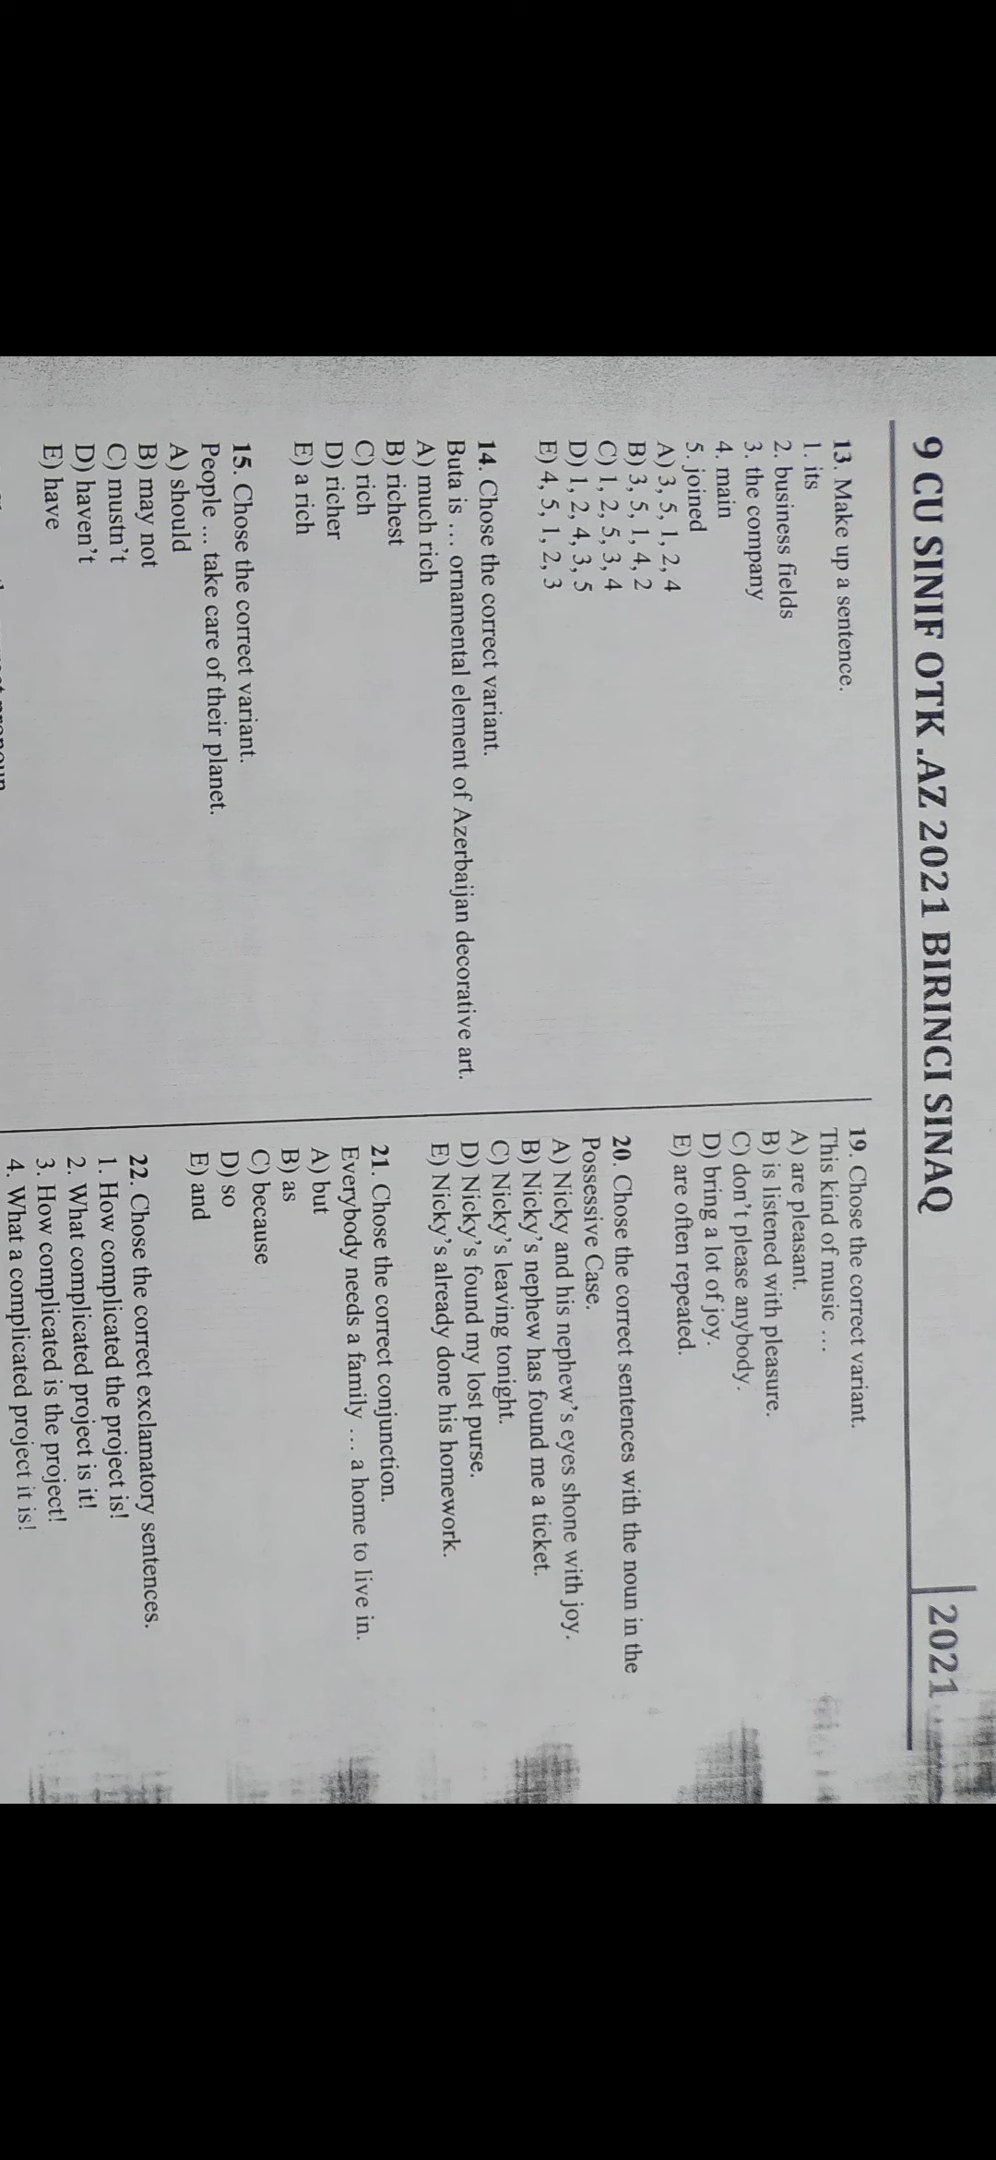 9 CU SINIF OTK .AZ 2021 BIRINCI SINAQ
2021
13. Make up a sentence.
1. its
2. business fields
3. the company
4. main
5. joined
A) 3, 5, 1, 2, 4
B) 3, 5, 1, 4, 2
C) 1, 2, 5, 3, 4
D) 1, 2, 4, 3, 5
E) 4, 5, 1, 2, 3
14. Chose the correct variant.
Buta is … ornamental element of Azerbaijan decorative art.
A) much rich
B) richest
C) rich
D) richer
E) a rich
15. Chose the correct variant.
People ... take care of their planet.
A) should
B) may not
C) mustn't
D) haven't
E) have
19. Chose the correct variant.
This kind of music …
A) are pleasant.
B) is listened with pleasure.
C) don't please anybody.
D) bring a lot of joy.
E) are often repeated.
20. Chose the correct sentences with the noun in the
Possessive Case.
A) Nicky and his nephew's eyes shone with joy.
B) Nicky's nephew has found me a ticket.
C) Nicky's leaving tonight.
D) Nicky's found my lost purse.
E) Nicky's already done his homework.
21. Chose the correct conjunction.
Everybody needs a family … a home to live in.
A) but
B) as
C) because
D) so
E) and
22. Chose the correct exclamatory sentences.
1. How complicated the project is!
2. What complicated project is it!
3. How complicated is the project!
4. What a complicated project it is!